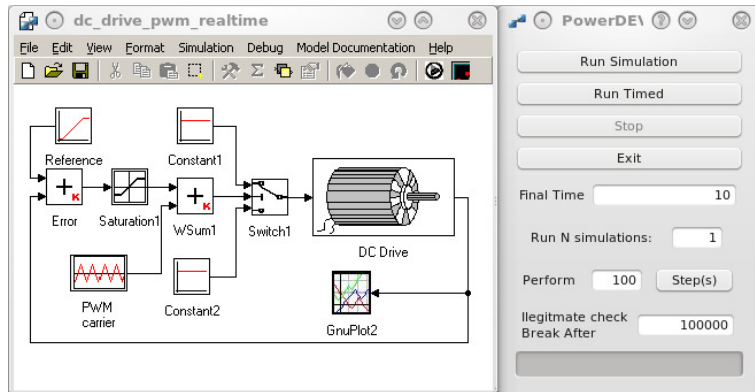 dc_drive_pwm_realtime
File Edit View Format Simulation Debug Model Documentation Help
Reference
Constant1
Error
Saturation1
WSum1
Switch1
DC Drive
PWM
carrier
Constant2
GnuPlot2
PowerDE\
Run Simulation
Run Timed
Stop
Exit
Final Time 10
Run N simulations: 1
Perform 100 Step(s)
Ilegitmate check
Break After 100000